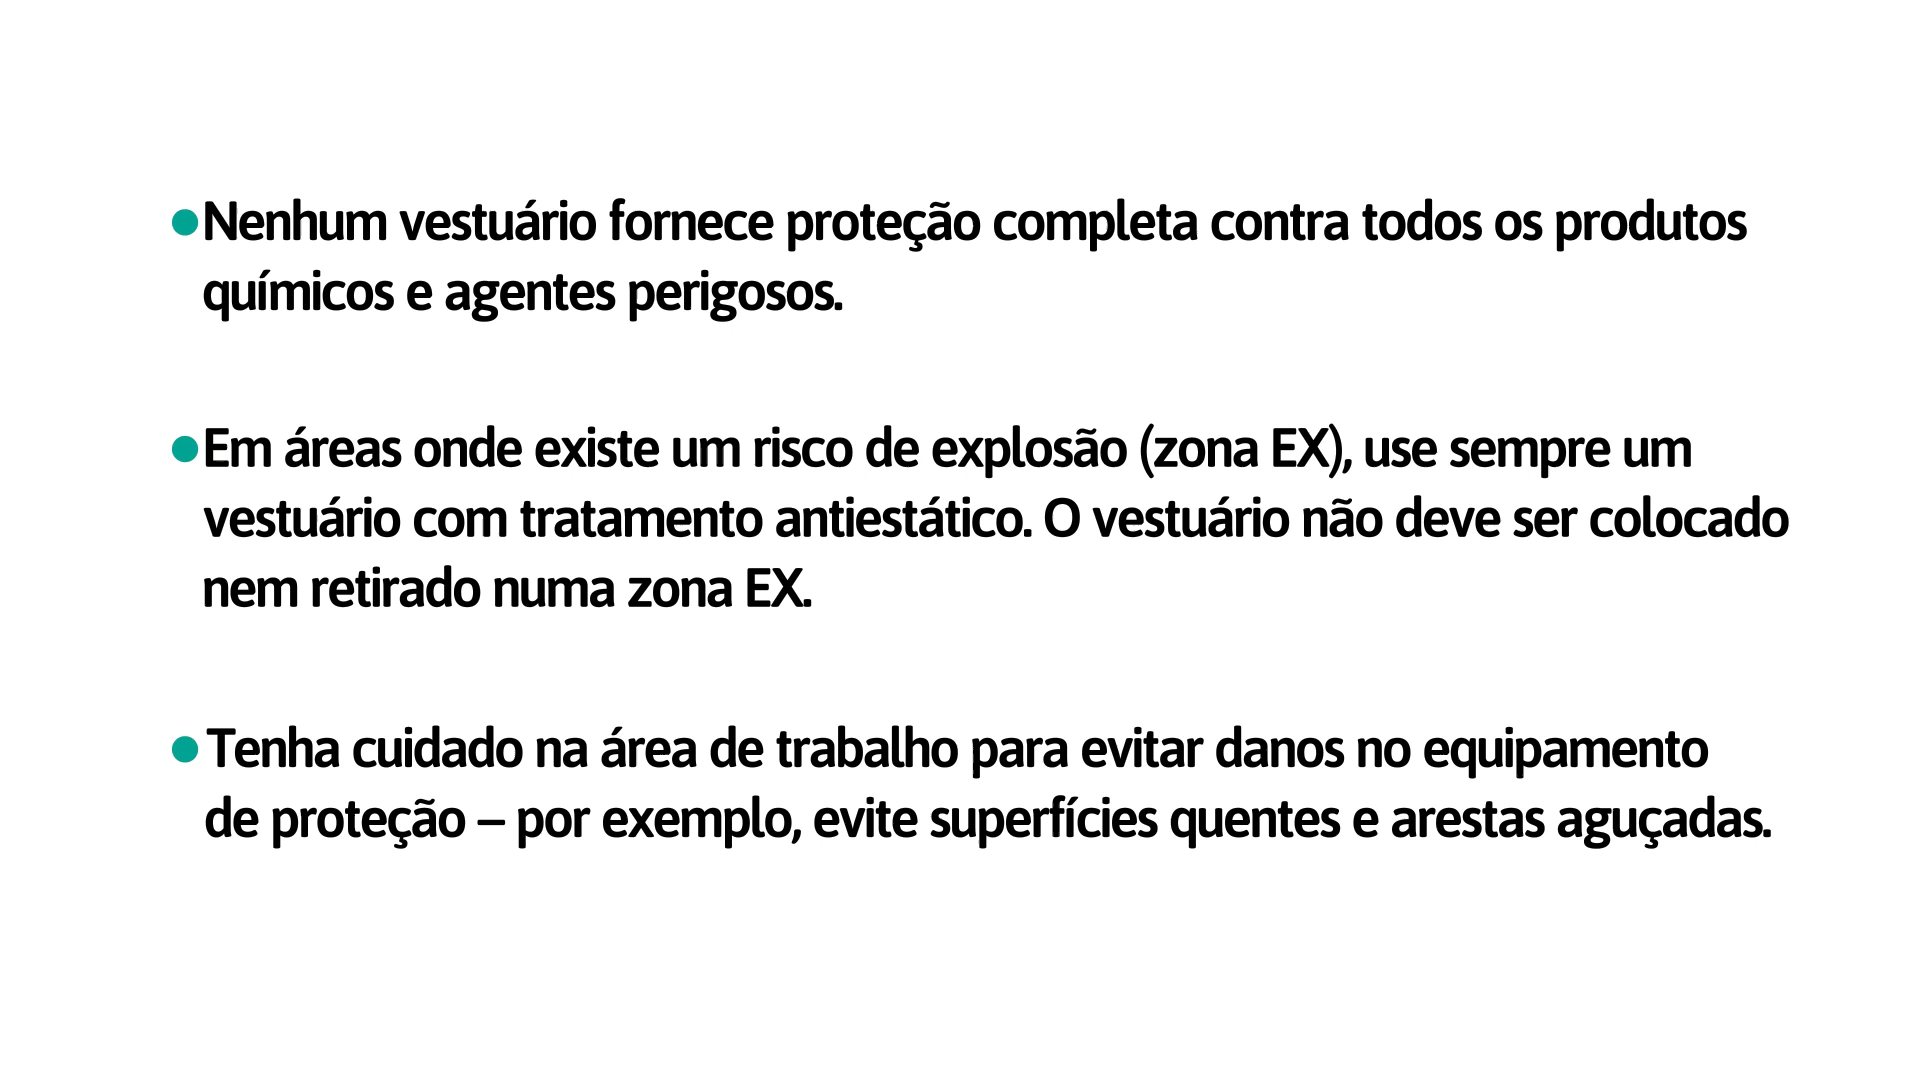 •Nenhum vestuário fornece proteção completa contra todos os produtos
químicos e agentes perigosos.
•Em áreas onde existe um risco de explosão (zona EX), use sempre um
vestuário com tratamento antiestático. O vestuário não deve ser colocado
nem retirado numa zona EX.
•Tenha cuidado na área de trabalho para evitar danos no equipamento
de proteção – por exemplo, evite superfícies quentes e arestas aguçadas.